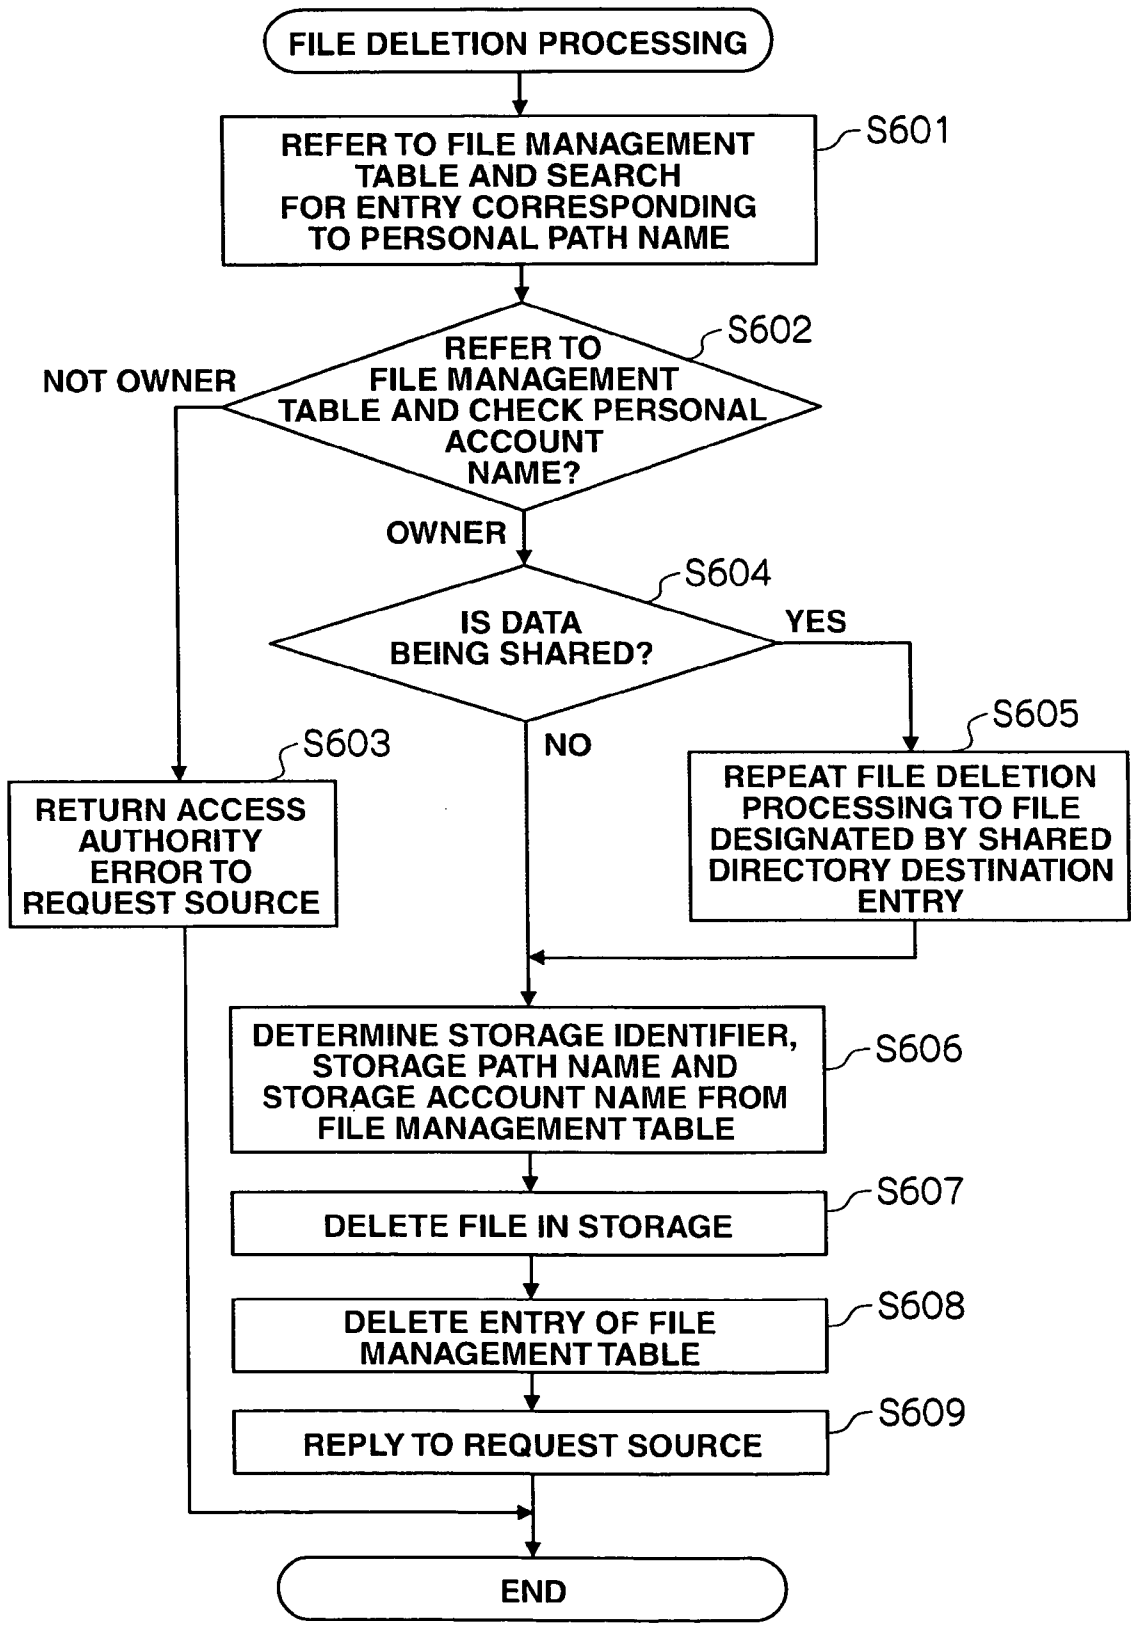 FILE DELETION PROCESSING
S601
REFER TO FILE MANAGEMENT
TABLE AND SEARCH
FOR ENTRY CORRESPONDING
TO PERSONAL PATH NAME
S602
REFER TO
FILE MANAGEMENT
TABLE AND CHECK PERSONAL
ACCOUNT
NAME?
NOT OWNER
OWNER
S604
IS DATA
BEING SHARED?
YES
NO
S603
RETURN ACCESS
AUTHORITY
ERROR TO
REQUEST SOURCE
S605
REPEAT FILE DELETION
PROCESSING TO FILE
DESIGNATED BY SHARED
DIRECTORY DESTINATION
ENTRY
S606
DETERMINE STORAGE IDENTIFIER,
STORAGE PATH NAME AND
STORAGE ACCOUNT NAME FROM
FILE MANAGEMENT TABLE
S607
DELETE FILE IN STORAGE
S608
DELETE ENTRY OF FILE
MANAGEMENT TABLE
S609
REPLY TO REQUEST SOURCE
END